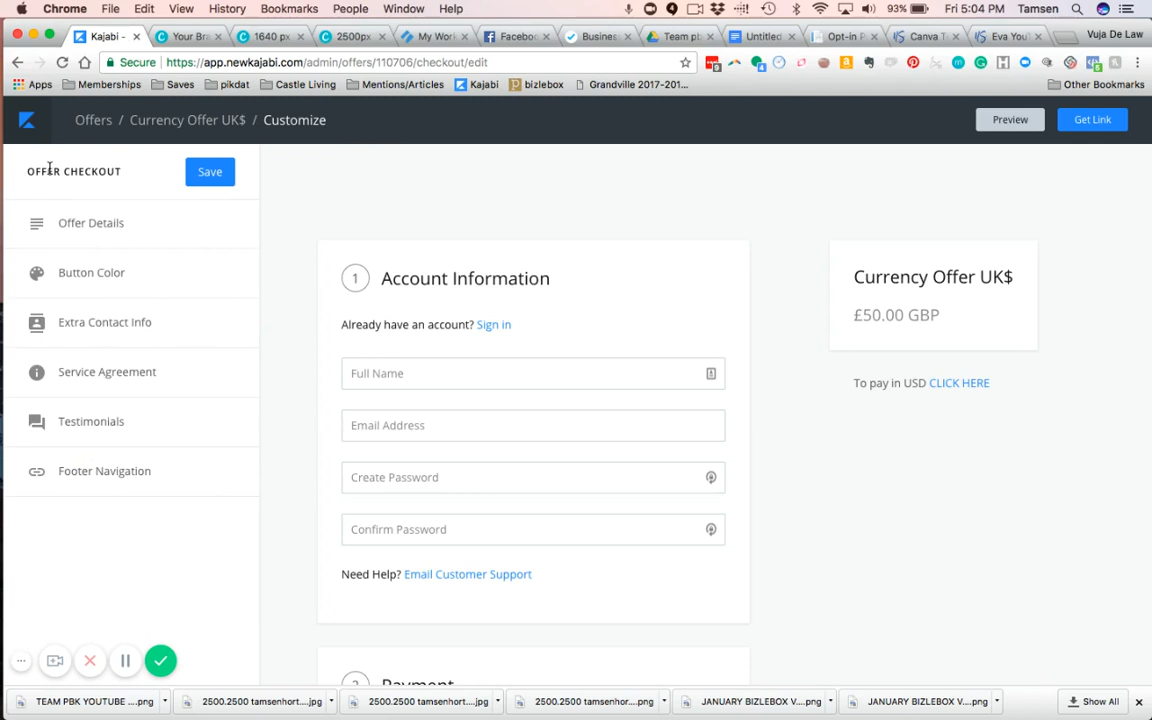 Chrome File Edit View History Bookmarks People Window Help 93% Fri 5:04 PM Tamsen
Kajabi - Your Bra 1640 px 2500px My Work Facebo Business Team pb Untitled Opt-in P Canva T Eva You Vuja De Law
Secure https://app.newkajabi.com/admin/offers/110706/checkout/edit
Apps Memberships Saves pikdat Castle Living Mentions/Articles Kajabi bizlebox Grandville 2017-201... Other Bookmarks
Offers / Currency Offer UK$ / Customize Preview Get Link
OFFER CHECKOUT Save
Offer Details
Button Color
Extra Contact Info
Service Agreement
Testimonials
Footer Navigation
1 Account Information
Already have an account? Sign in
Full Name
Email Address
Create Password
Confirm Password
Need Help? Email Customer Support
Currency Offer UK$
£50.00 GBP
To pay in USD CLICK HERE
TEAM PBK YOUTUBE ....png 2500.2500 tamsenhort....jpg 2500.2500 tamsenhort....jpg 2500.2500 tamsenhor....png JANUARY BIZLEBOX V....png JANUARY BIZLEBOX V....png Show All